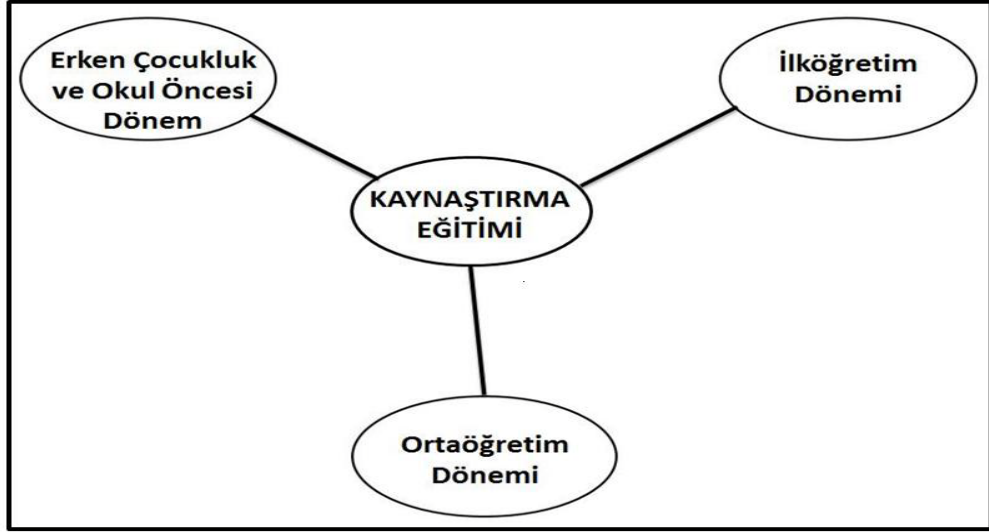 Erken Çocukluk
ve Okul Öncesi
Dönem
İlköğretim
Dönemi
KAYNAŞTIRMA
EĞİTİMİ
Ortaöğretim
Dönemi